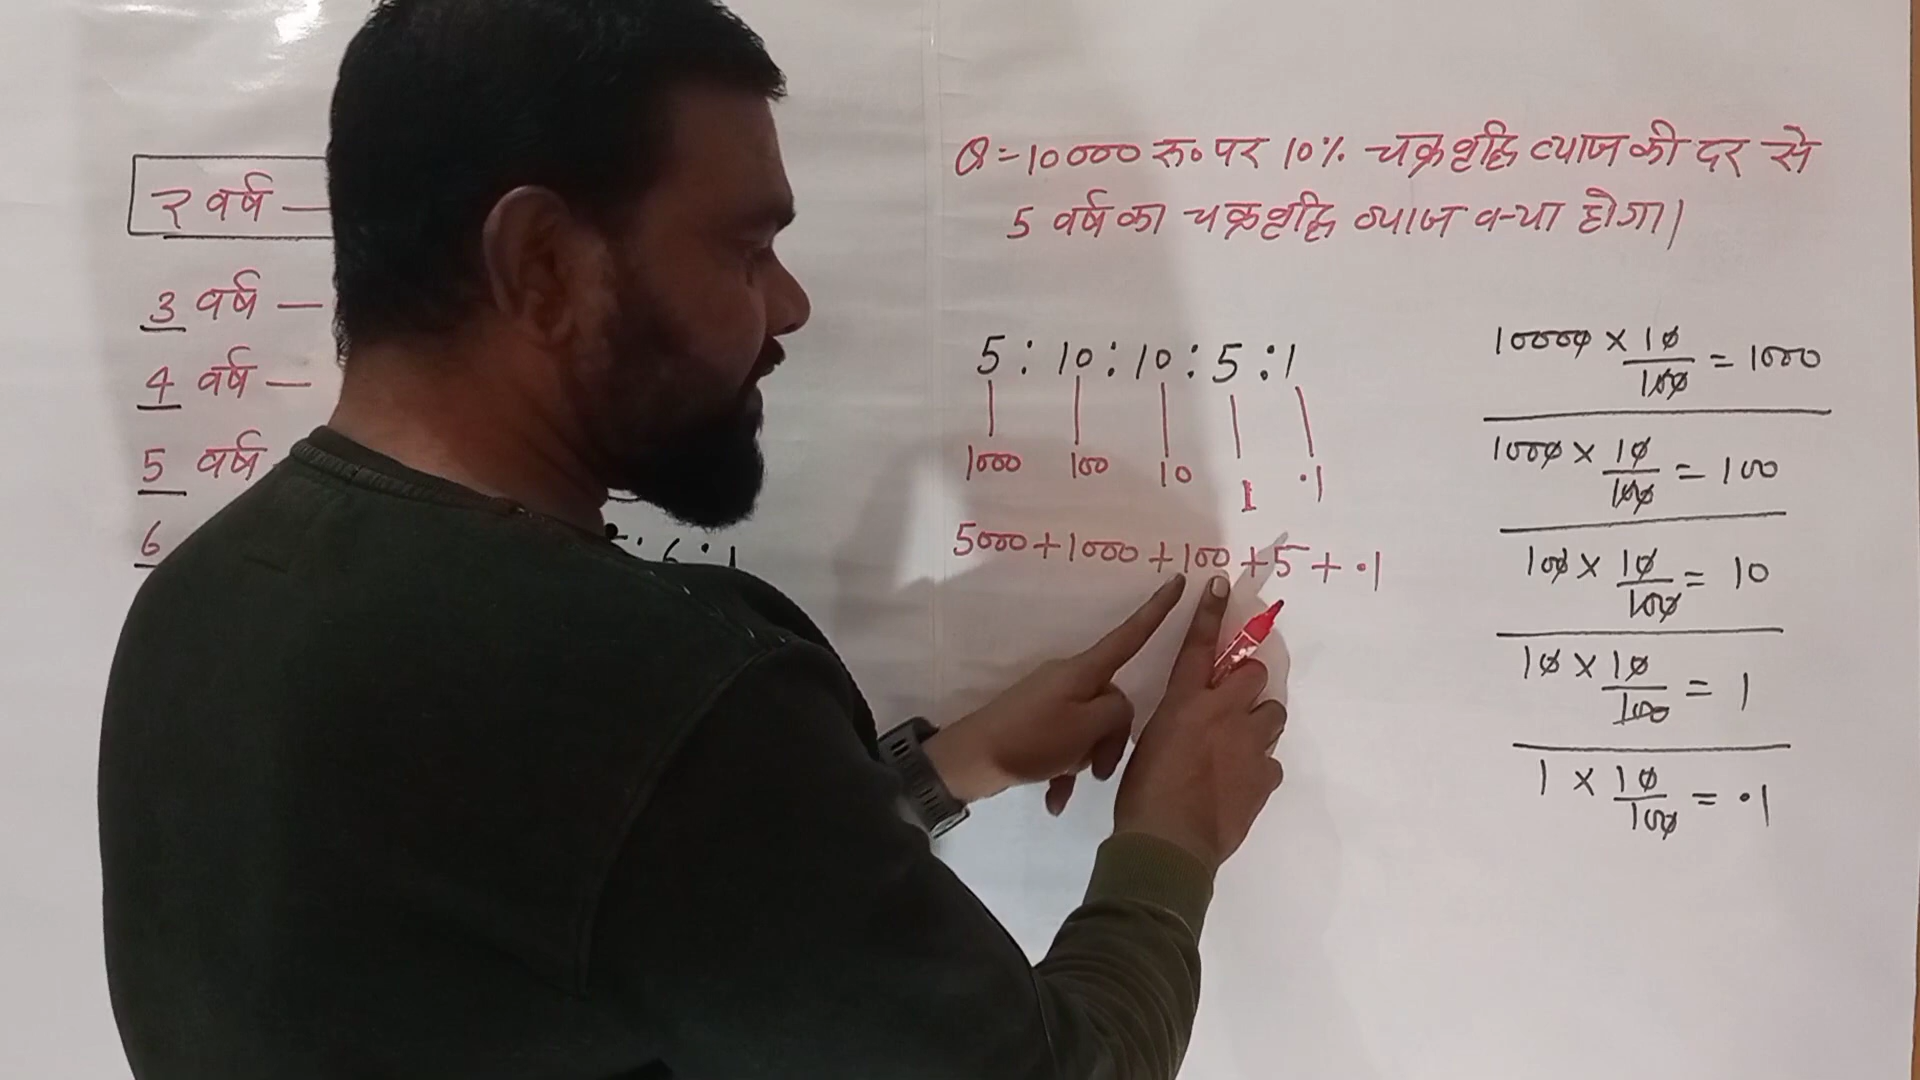 २ वर्ष —
3 वर्ष —
4 वर्ष —
5 वर्ष
6
: 6 : 1
Q = 10000 रु० पर 10% चक्रवृद्धि व्याज की दर से
5 वर्ष का चक्रवृद्धि व्याज क्या होगा।
5 : 10 : 10 : 5 : 1
1000 100 10 1 .1
5000 + 1000 + 100 + 5 + .1
10000 × 10/100 = 1000
1000 × 10/100 = 100
100 × 10/100 = 10
10 × 10/100 = 1
1 × 10/100 = .1